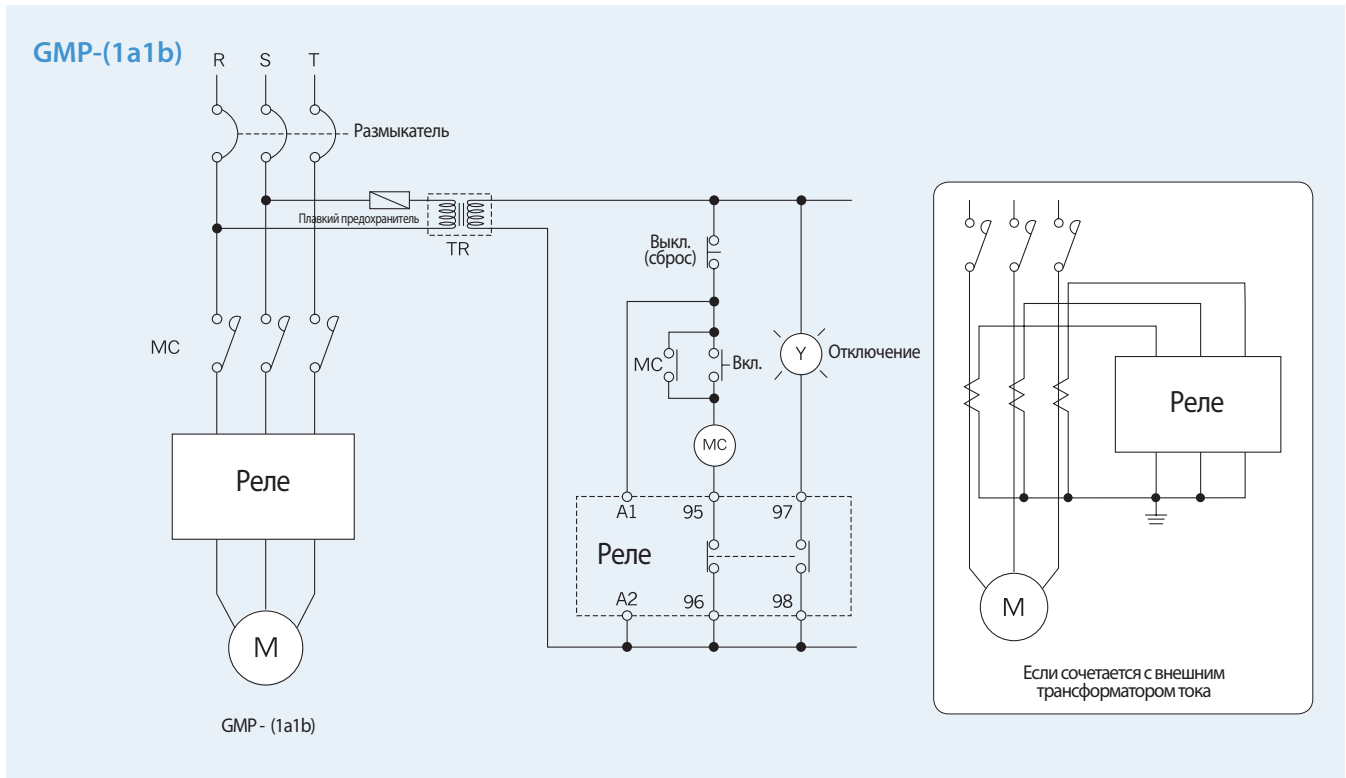 GMP-(1a1b)
R S T
Размыкатель
Плавкий предохранитель
TR
Выкл.
(сброс)
MC
MC
Вкл.
Y
Отключение
MC
Реле
A1 95 97
Реле
A2 96 98
M
GMP - (1a1b)
Реле
M
Если сочетается с внешним
трансформатором тока